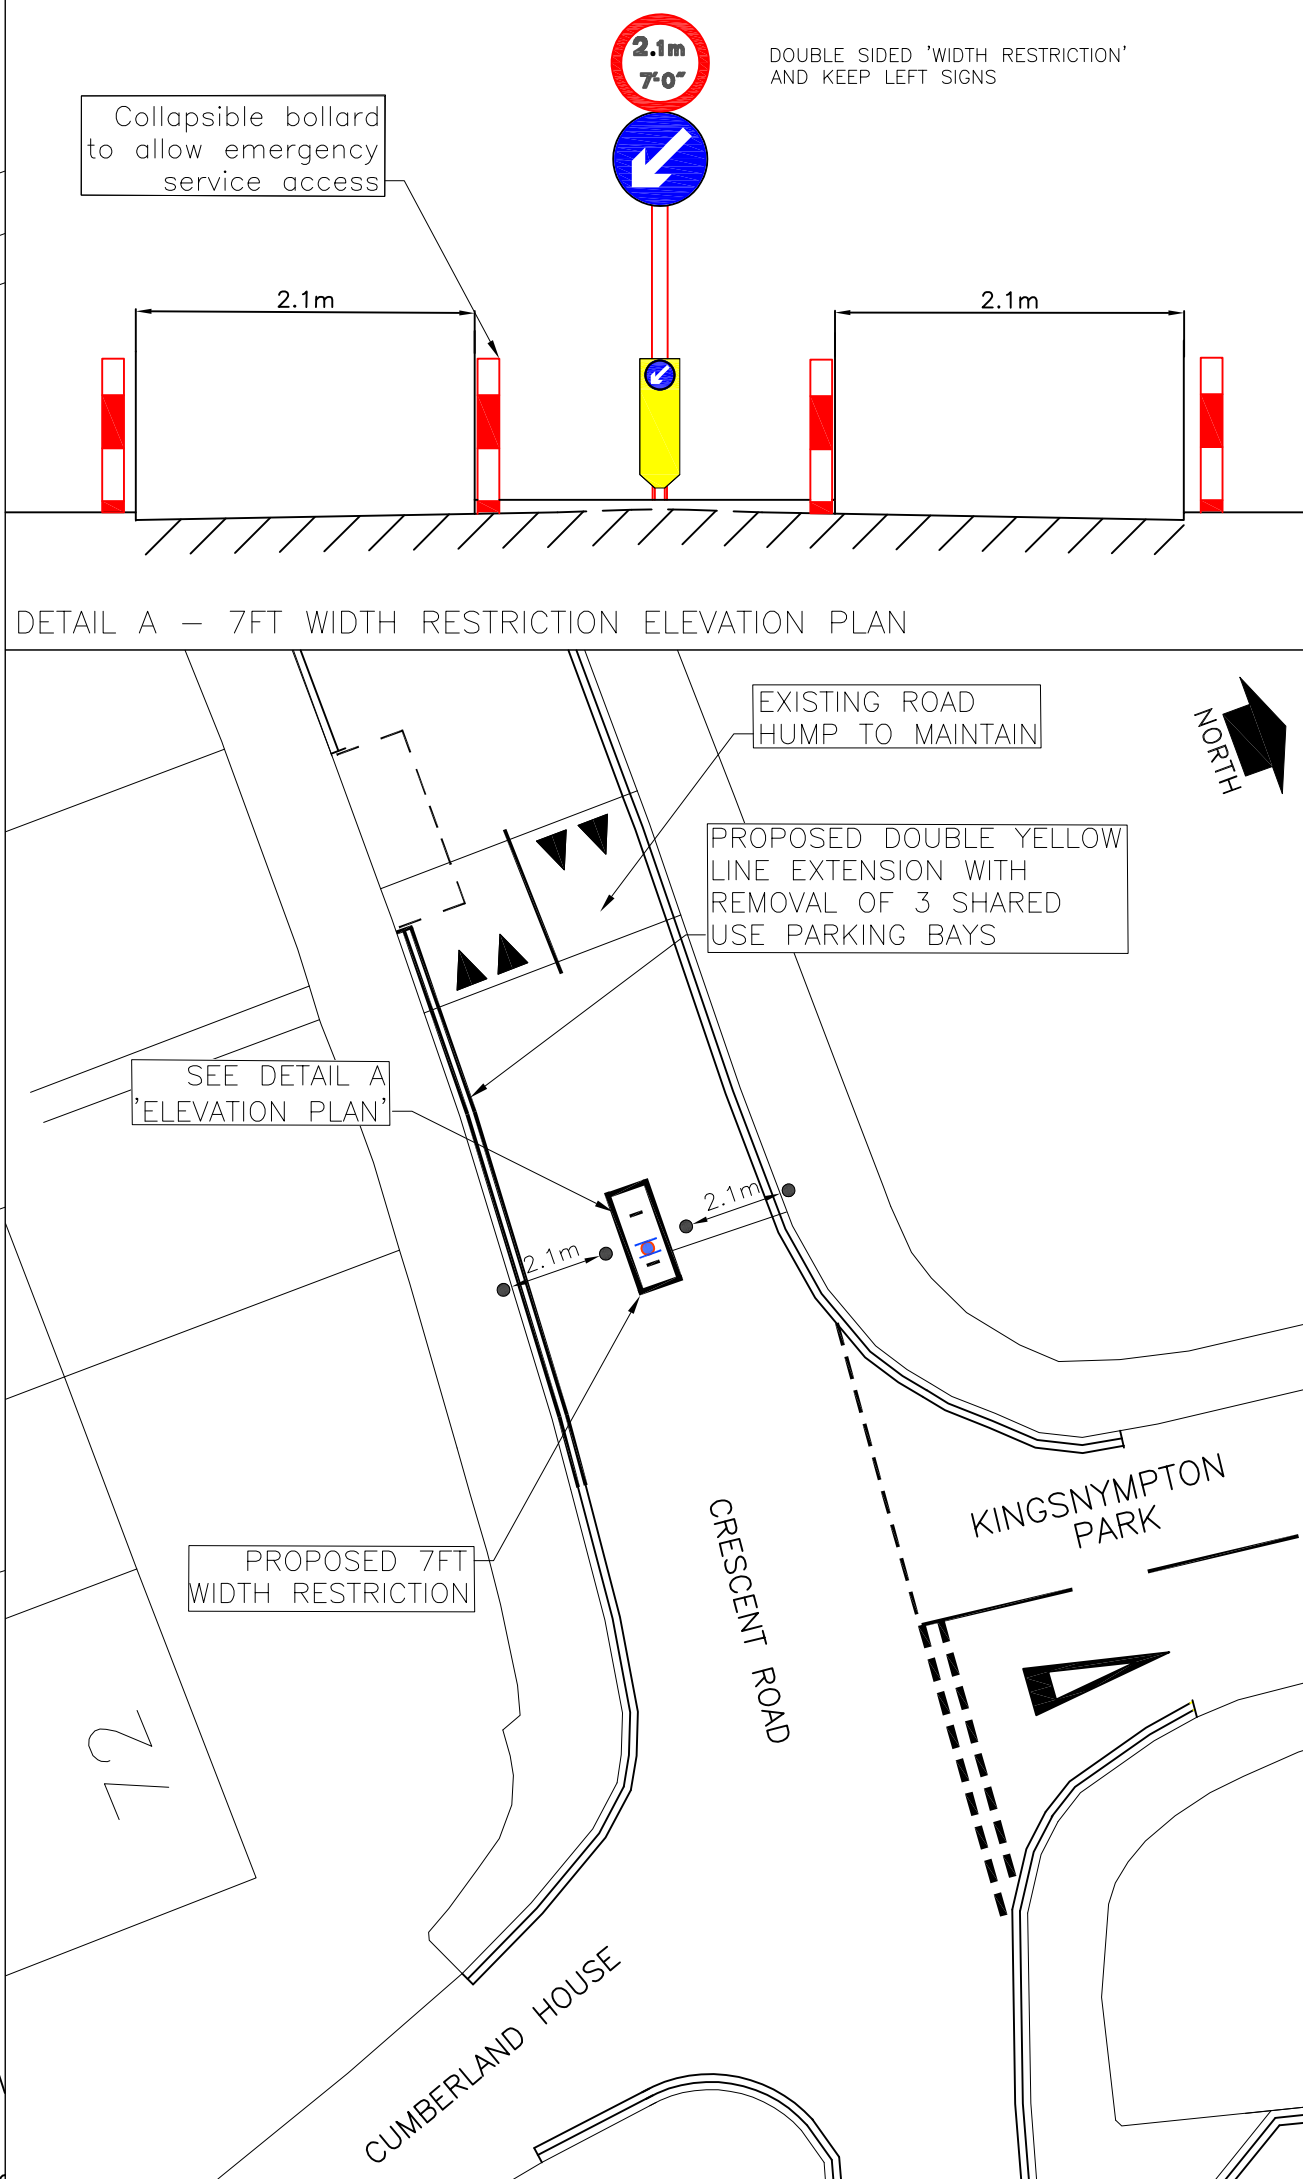 2.1m
7'-0"
DOUBLE SIDED 'WIDTH RESTRICTION'
AND KEEP LEFT SIGNS
Collapsible bollard
to allow emergency
service access
2.1m
2.1m
DETAIL A – 7FT WIDTH RESTRICTION ELEVATION PLAN
EXISTING ROAD
HUMP TO MAINTAIN
NORTH
PROPOSED DOUBLE YELLOW
LINE EXTENSION WITH
REMOVAL OF 3 SHARED
USE PARKING BAYS
SEE DETAIL A
'ELEVATION PLAN'
2.1m
2.1m
KINGSNYMPTON
PARK
CRESCENT ROAD
PROPOSED 7FT
WIDTH RESTRICTION
72
CUMBERLAND HOUSE